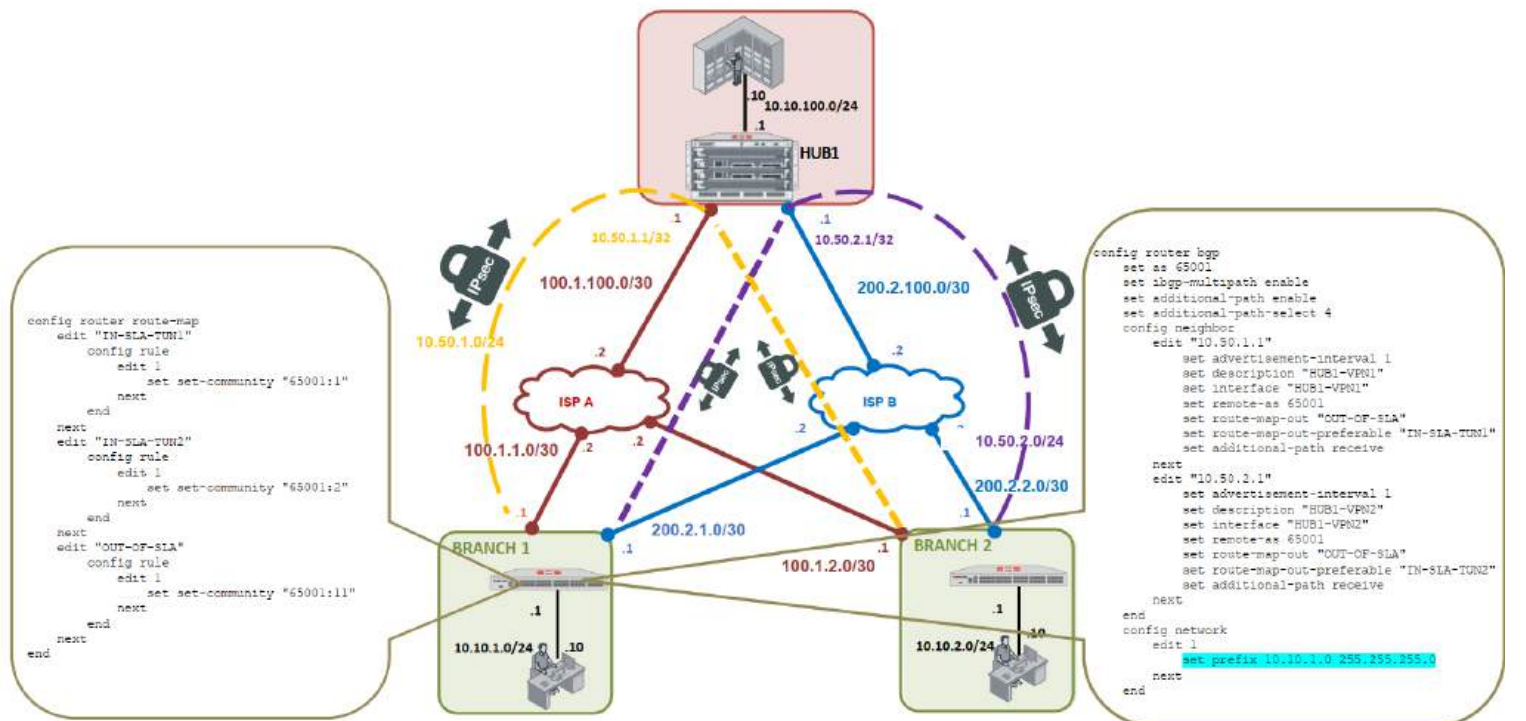 .10
10.10.100.0/24
.1
HUB1
.1
10.50.1.1/32
.1
10.50.2.1/32
IPsec
IPsec
100.1.100.0/30
200.2.100.0/30
10.50.1.0/24
.2
.2
IPsec
IPsec
ISP A
ISP B
.2
.2
.2
10.50.2.0/24
100.1.1.0/30
200.2.2.0/30
.1
.1
200.2.1.0/30
.1
.1
BRANCH 1
BRANCH 2
100.1.2.0/30
.1
.1
10.10.1.0/24
.10
10.10.2.0/24
.10
config router route-map
edit "IN-SLA-TUN1"
config rule
edit 1
set set-community "65001:1"
next
end
next
edit "IN-SLA-TUN2"
config rule
edit 1
set set-community "65001:2"
next
end
next
edit "OUT-OF-SLA"
config rule
edit 1
set set-community "65001:11"
next
end
next
end
config router bgp
set as 65001
set ibgp-multipath enable
set additional-path enable
set additional-path-select 4
config neighbor
edit "10.50.1.1"
set advertisement-interval 1
set description "HUB1-VPN1"
set interface "HUB1-VPN1"
set remote-as 65001
set route-map-out "OUT-OF-SLA"
set route-map-out-preferable "IN-SLA-TUN1"
set additional-path receive
next
edit "10.50.2.1"
set advertisement-interval 1
set description "HUB1-VPN2"
set interface "HUB1-VPN2"
set remote-as 65001
set route-map-out "OUT-OF-SLA"
set route-map-out-preferable "IN-SLA-TUN2"
set additional-path receive
next
end
config network
edit 1
set prefix 10.10.1.0 255.255.255.0
next
end